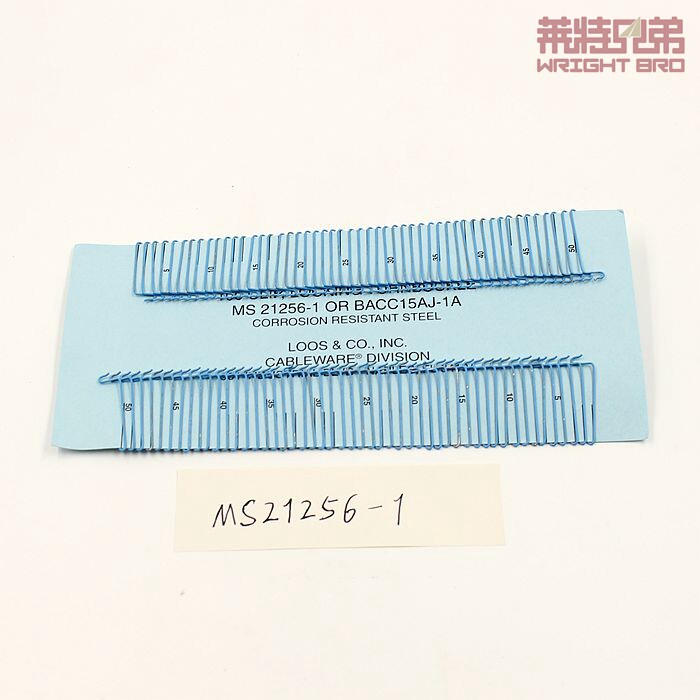 莱特兄弟
WRIGHT BRO
5 10 15 20 25 30 35 40 45 50
MS 21256-1 OR BACC15AJ-1A
CORROSION RESISTANT STEEL
LOOS & CO., INC.
CABLEWARE® DIVISION
50 45 40 35 30 25 20 15 10 5
MS21256-1